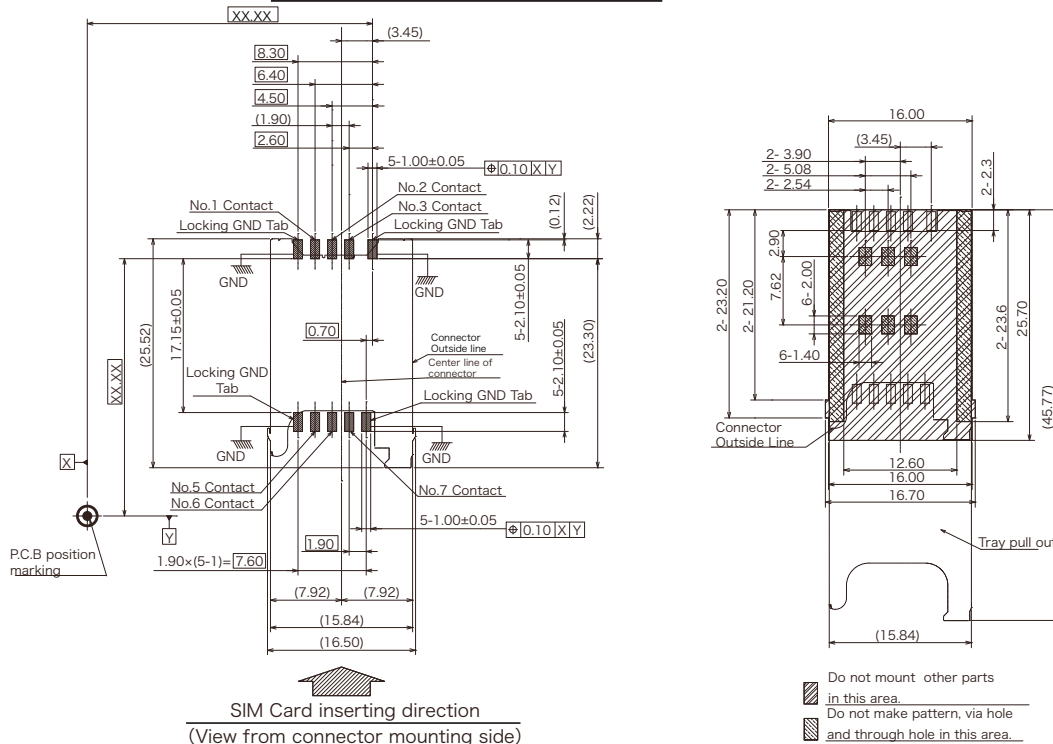 XX.XX
(3.45)
8.30
6.40
4.50
(1.90)
2.60
5-1.00±0.05
⌖ 0.10 X Y
No.2 Contact
No.1 Contact
No.3 Contact
Locking GND Tab
Locking GND Tab
(0.12)
(2.22)
GND
GND
17.15±0.05
(25.52)
XX.XX
0.70
Connector
Outside line
Center line of
connector
5-2.10±0.05
5-2.10±0.05
(23.30)
Locking GND
Tab
Locking GND Tab
GND
GND
X
No.5 Contact
No.6 Contact
No.7 Contact
Y
P.C.B position
marking
1.90
5-1.00±0.05
⌖ 0.10 X Y
1.90×(5-1)= 7.60
(7.92)
(7.92)
(15.84)
(16.50)
SIM Card inserting direction
(View from connector mounting side)
16.00
(3.45)
2- 3.90
2- 5.08
2- 2.54
2- 2.3
2.90
7.62
6- 2.00
2- 23.20
2- 21.20
6-1.40
2- 23.6
25.70
(45.77)
Connector
Outside Line
12.60
16.00
16.70
Tray pull out
(15.84)
Do not mount other parts
in this area.
Do not make pattern, via hole
and through hole in this area.